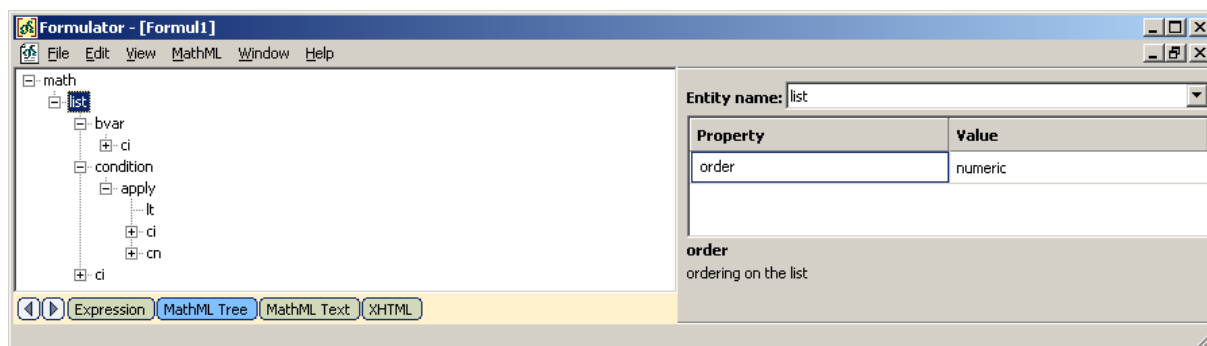 Formulator - [Formul1]
File Edit View MathML Window Help
math
list
bvar
ci
condition
apply
lt
ci
cn
ci
Expression MathML Tree MathML Text XHTML
Entity name: list
Property Value
order numeric
order
ordering on the list